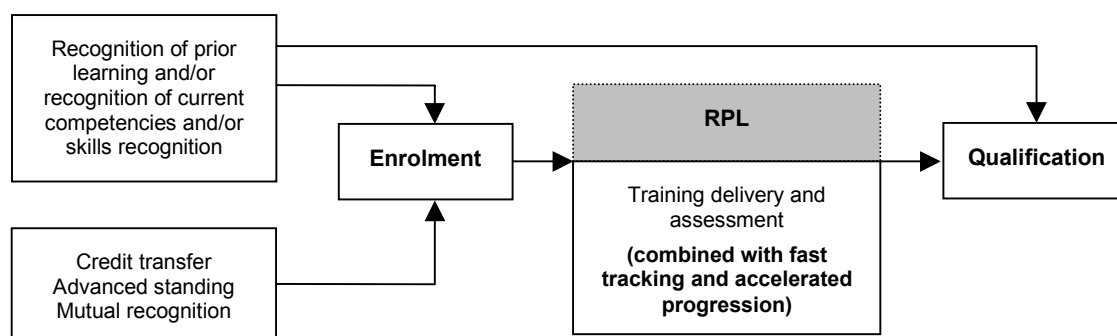 Recognition of prior
learning and/or
recognition of current
competencies and/or
skills recognition
Credit transfer
Advanced standing
Mutual recognition
Enrolment
RPL
Training delivery and
assessment
(combined with fast
tracking and accelerated
progression)
Qualification